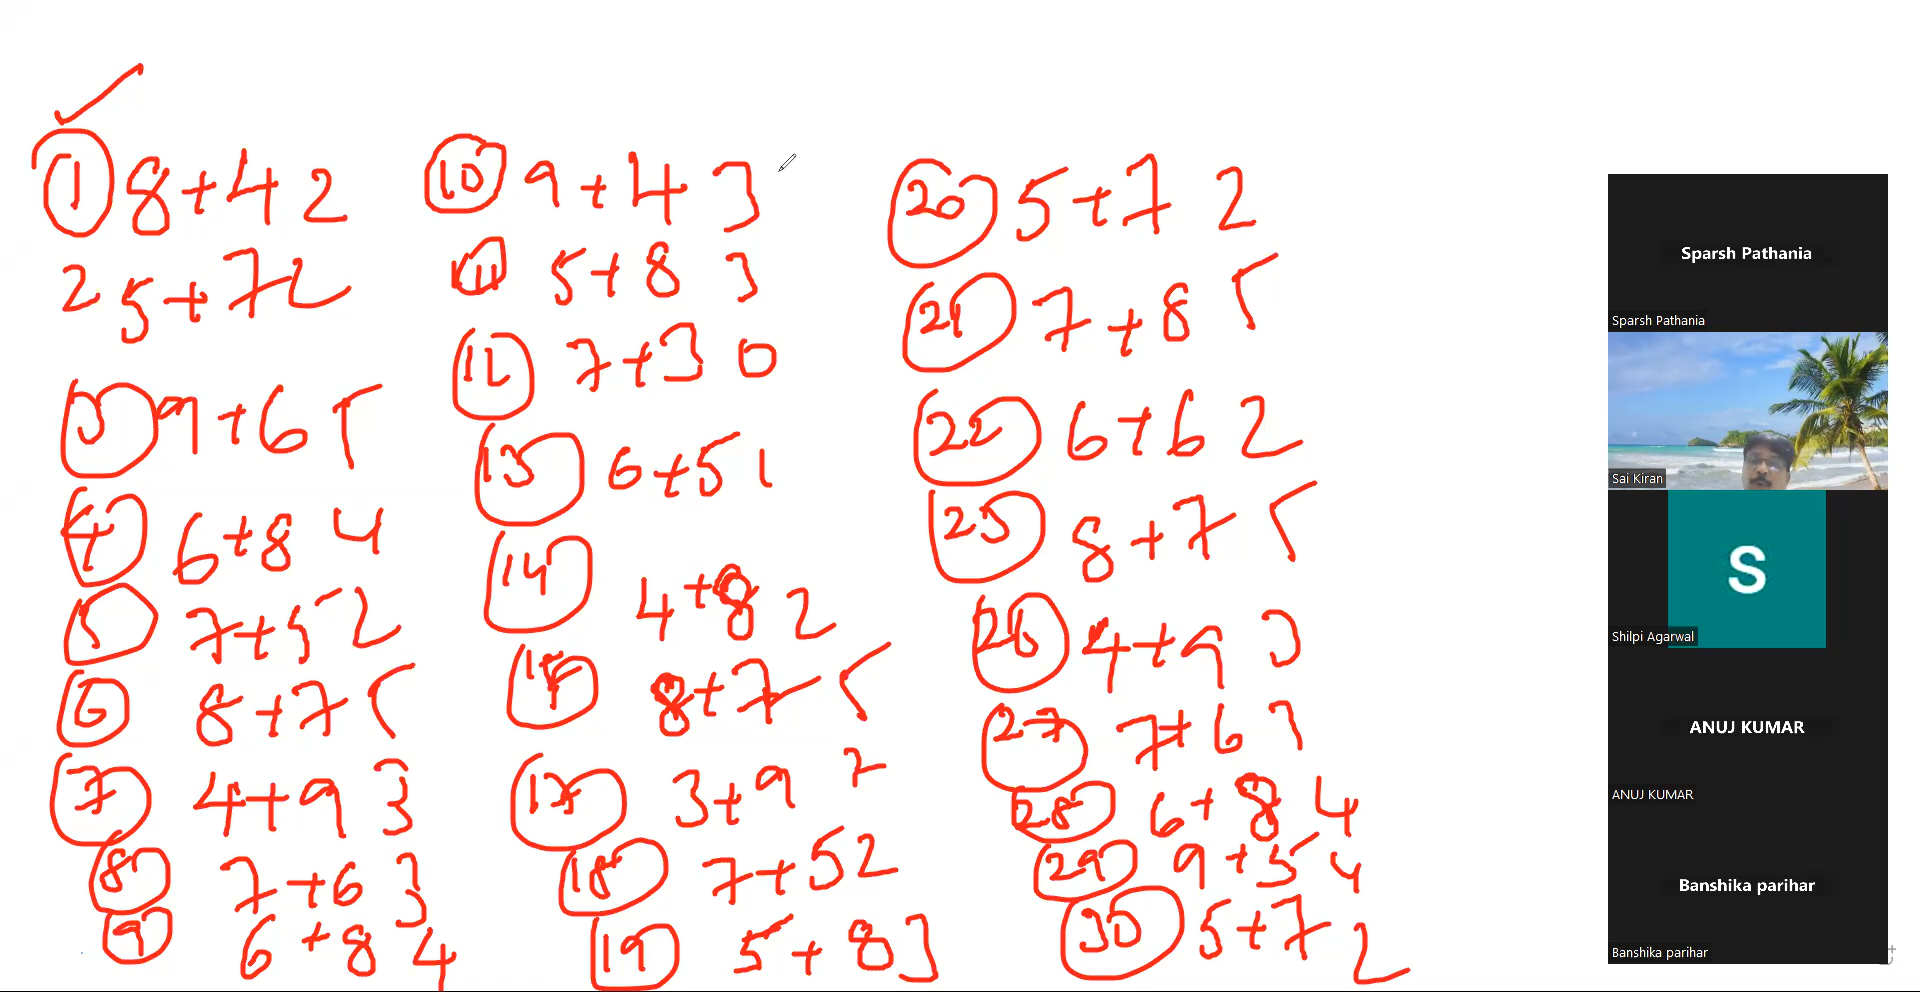 1 8+4 2
2 5+7 2
3 9+6 5
4 6+8 4
5 7+5 2
6 8+7 5
7 4+9 3
8 7+6 3
9 6+8 4
10 9+4 3
11 5+8 3
12 7+3 0
13 6+5 1
14 4+8 2
15 8+7 5
17 3+9 2
18 7+5 2
19 5+8 3
20 5+7 2
21 7+8 5
22 6+6 2
25 8+7 5
26 4+9 3
27 7+6 3
28 6+8 4
29 9+5 4
30 5+7 2
Sparsh Pathania
Sparsh Pathania
Sai Kiran
S
Shilpi Agarwal
ANUJ KUMAR
ANUJ KUMAR
Banshika parihar
Banshika parihar